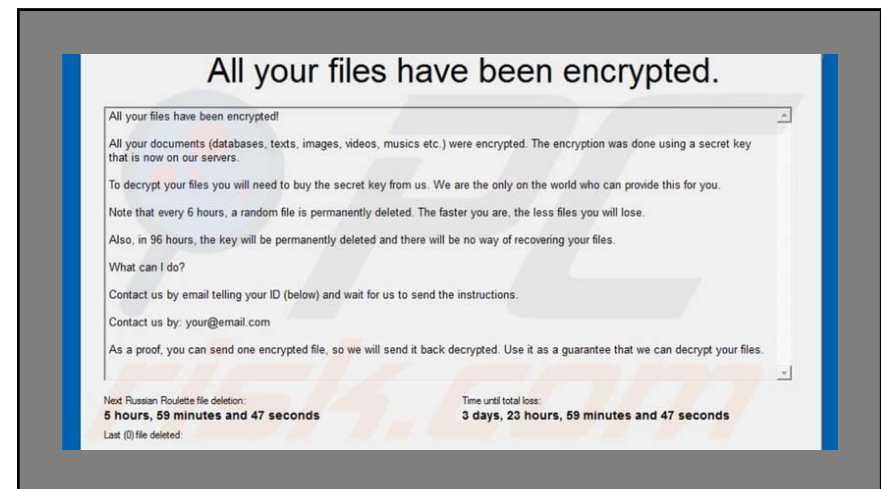 All your files have been encrypted.
All your files have been encrypted!
All your documents (databases, texts, images, videos, musics etc.) were encrypted. The encryption was done using a secret key
that is now on our servers.
To decrypt your files you will need to buy the secret key from us. We are the only on the world who can provide this for you.
Note that every 6 hours, a random file is permanently deleted. The faster you are, the less files you will lose.
Also, in 96 hours, the key will be permanently deleted and there will be no way of recovering your files.
What can I do?
Contact us by email telling your ID (below) and wait for us to send the instructions.
Contact us by: your@email.com
As a proof, you can send one encrypted file, so we will send it back decrypted. Use it as a guarantee that we can decrypt your files.
Next Russian Roulette file deletion:
5 hours, 59 minutes and 47 seconds
Last (0) file deleted:
Time until total loss:
3 days, 23 hours, 59 minutes and 47 seconds
PC
risk.com